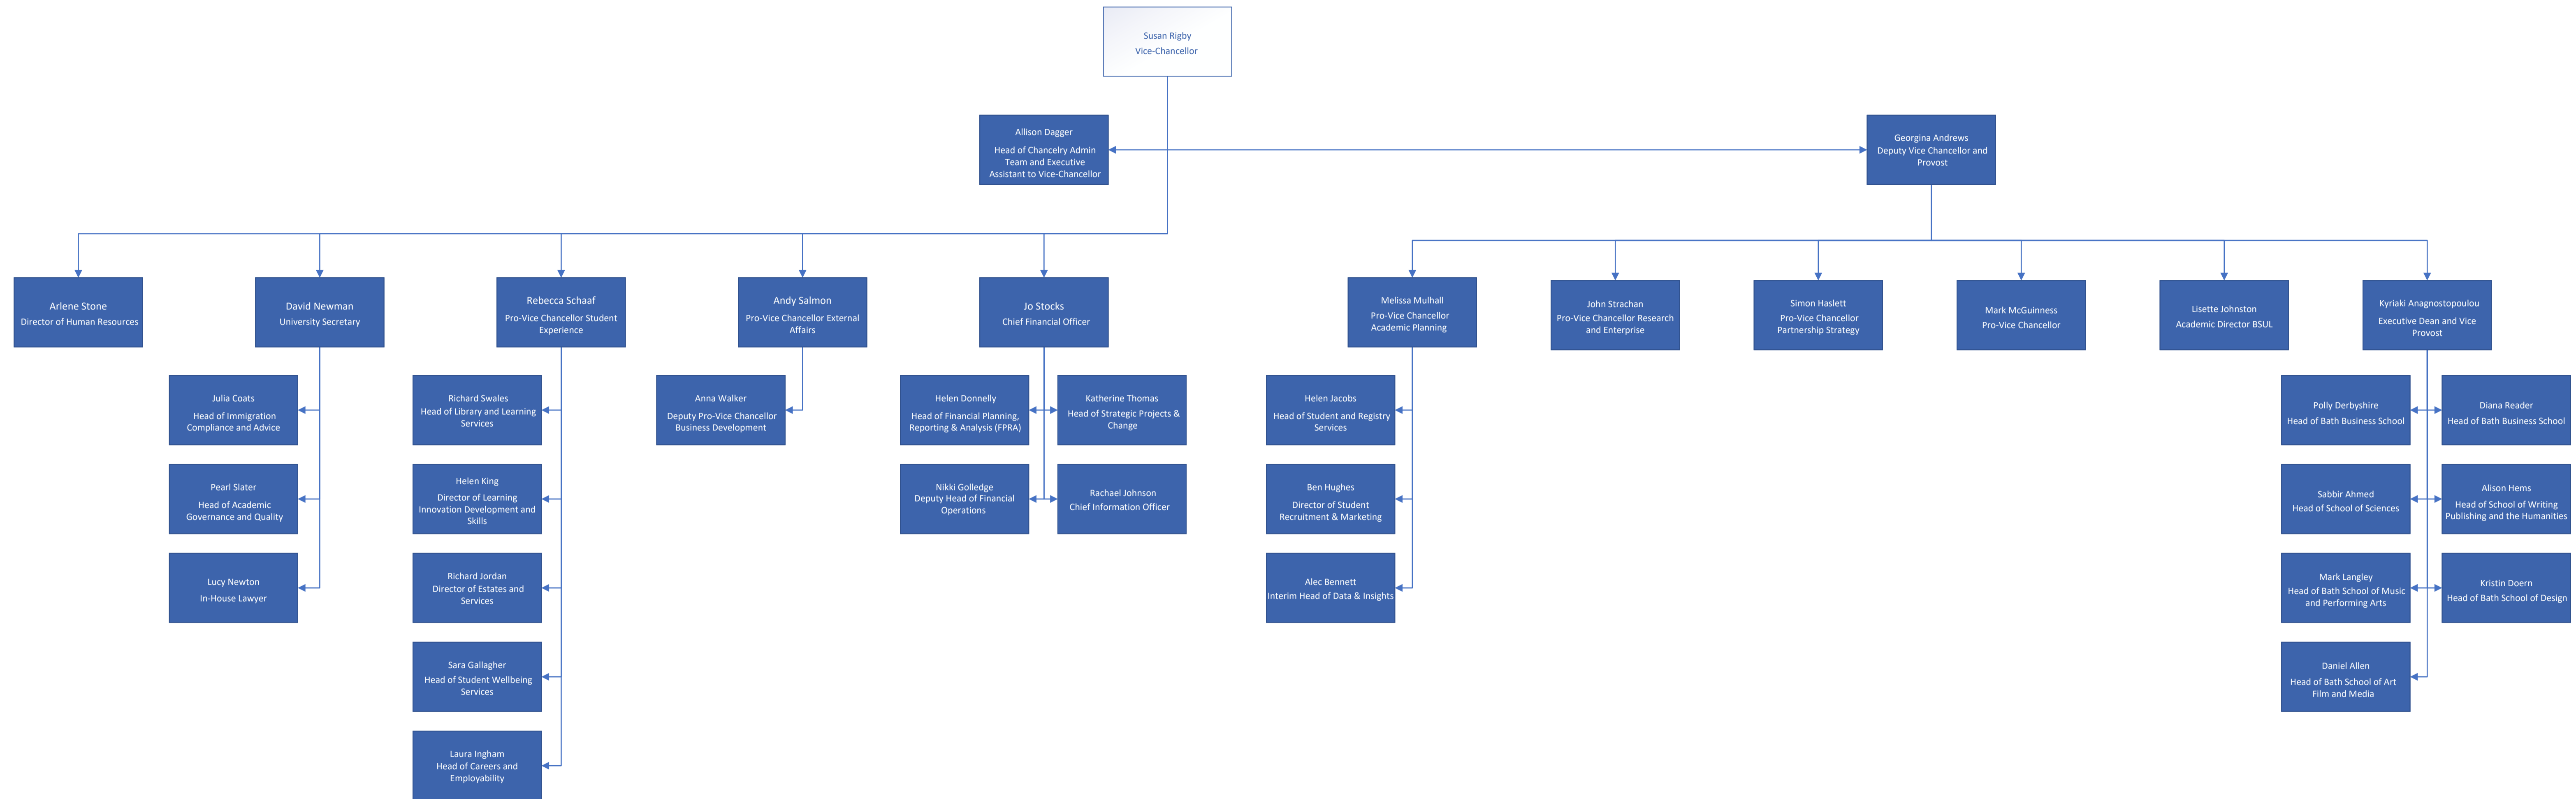 Susan Rigby
Vice-Chancellor
Allison Dagger
Head of Chancelry Admin
Team and Executive
Assistant to Vice-Chancellor
Georgina Andrews
Deputy Vice Chancellor and
Provost
Arlene Stone
Director of Human Resources
David Newman
University Secretary
Rebecca Schaaf
Pro-Vice Chancellor Student
Experience
Andy Salmon
Pro-Vice Chancellor External
Affairs
Jo Stocks
Chief Financial Officer
Melissa Mulhall
Pro-Vice Chancellor
Academic Planning
John Strachan
Pro-Vice Chancellor Research
and Enterprise
Simon Haslett
Pro-Vice Chancellor
Partnership Strategy
Mark McGuinness
Pro-Vice Chancellor
Lisette Johnston
Academic Director BSUL
Kyriaki Anagnostopoulou
Executive Dean and Vice
Provost
Julia Coats
Head of Immigration
Compliance and Advice
Richard Swales
Head of Library and Learning
Services
Anna Walker
Deputy Pro-Vice Chancellor
Business Development
Helen Donnelly
Head of Financial Planning,
Reporting & Analysis (FPRA)
Katherine Thomas
Head of Strategic Projects &
Change
Helen Jacobs
Head of Student and Registry
Services
Polly Derbyshire
Head of Bath Business School
Diana Reader
Head of Bath Business School
Pearl Slater
Head of Academic
Governance and Quality
Helen King
Director of Learning
Innovation Development and
Skills
Nikki Golledge
Deputy Head of Financial
Operations
Rachael Johnson
Chief Information Officer
Ben Hughes
Director of Student
Recruitment & Marketing
Sabbir Ahmed
Head of School of Sciences
Alison Hems
Head of School of Writing
Publishing and the Humanities
Lucy Newton
In-House Lawyer
Richard Jordan
Director of Estates and
Services
Alec Bennett
Interim Head of Data & Insights
Mark Langley
Head of Bath School of Music
and Performing Arts
Kristin Doern
Head of Bath School of Design
Sara Gallagher
Head of Student Wellbeing
Services
Daniel Allen
Head of Bath School of Art
Film and Media
Laura Ingham
Head of Careers and
Employability